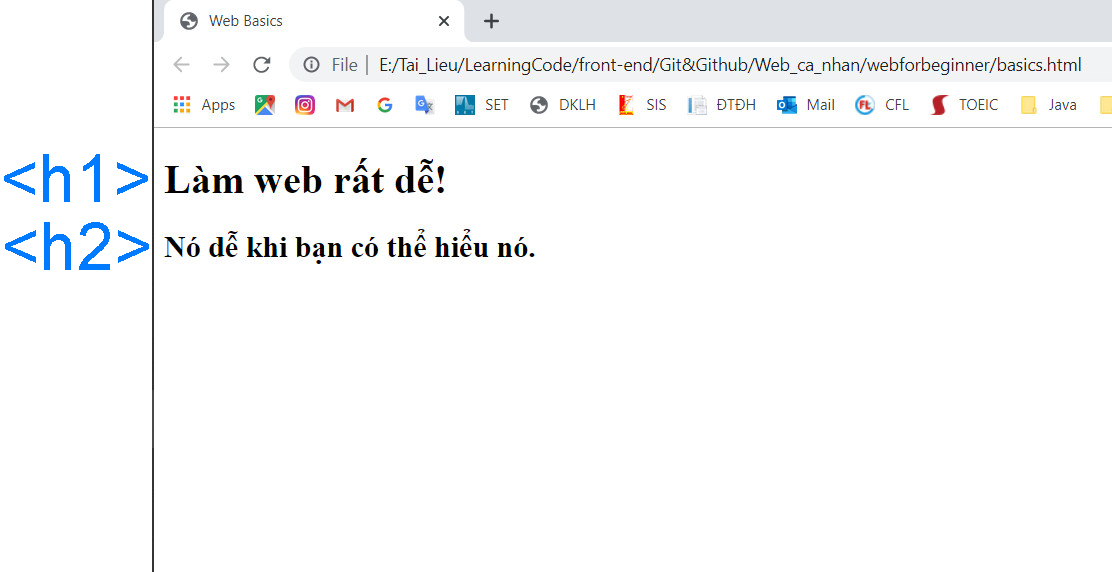 Web Basics
File | E:/Tai_Lieu/LearningCode/front-end/Git&Github/Web_ca_nhan/webforbeginner/basics.html
Apps SET DKLH SIS ĐTĐH Mail CFL TOEIC Java
<h1> Làm web rất dễ!
<h2> Nó dễ khi bạn có thể hiểu nó.